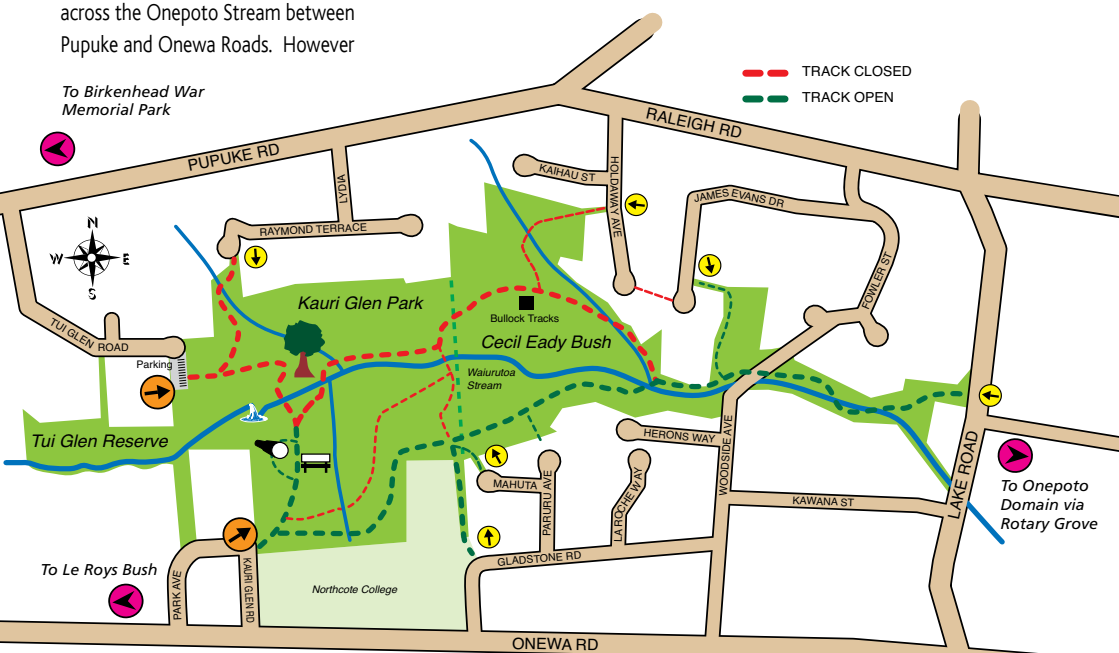 across the Onepoto Stream between
Pupuke and Onewa Roads.  However
To Birkenhead War
Memorial Park
TRACK CLOSED
TRACK OPEN
RALEIGH RD
PUPUKE RD
LYDIA
KAIHAU ST
HOLDAWAY AVE
JAMES EVANS DR
RAYMOND TERRACE
N
W
E
S
FOWLER ST
Kauri Glen Park
TUI GLEN ROAD
Bullock Tracks
Cecil Eady Bush
Parking
Waiurutoa
Stream
Tui Glen Reserve
HERONS WAY
WOODSIDE AVE
LAKE ROAD
MAHUTA
PARURU AVE
LA ROCHE WAY
KAWANA ST
To Onepoto
Domain via
Rotary Grove
GLADSTONE RD
To Le Roys Bush
PARK AVE
KAURI GLEN RD
Northcote College
ONEWA RD